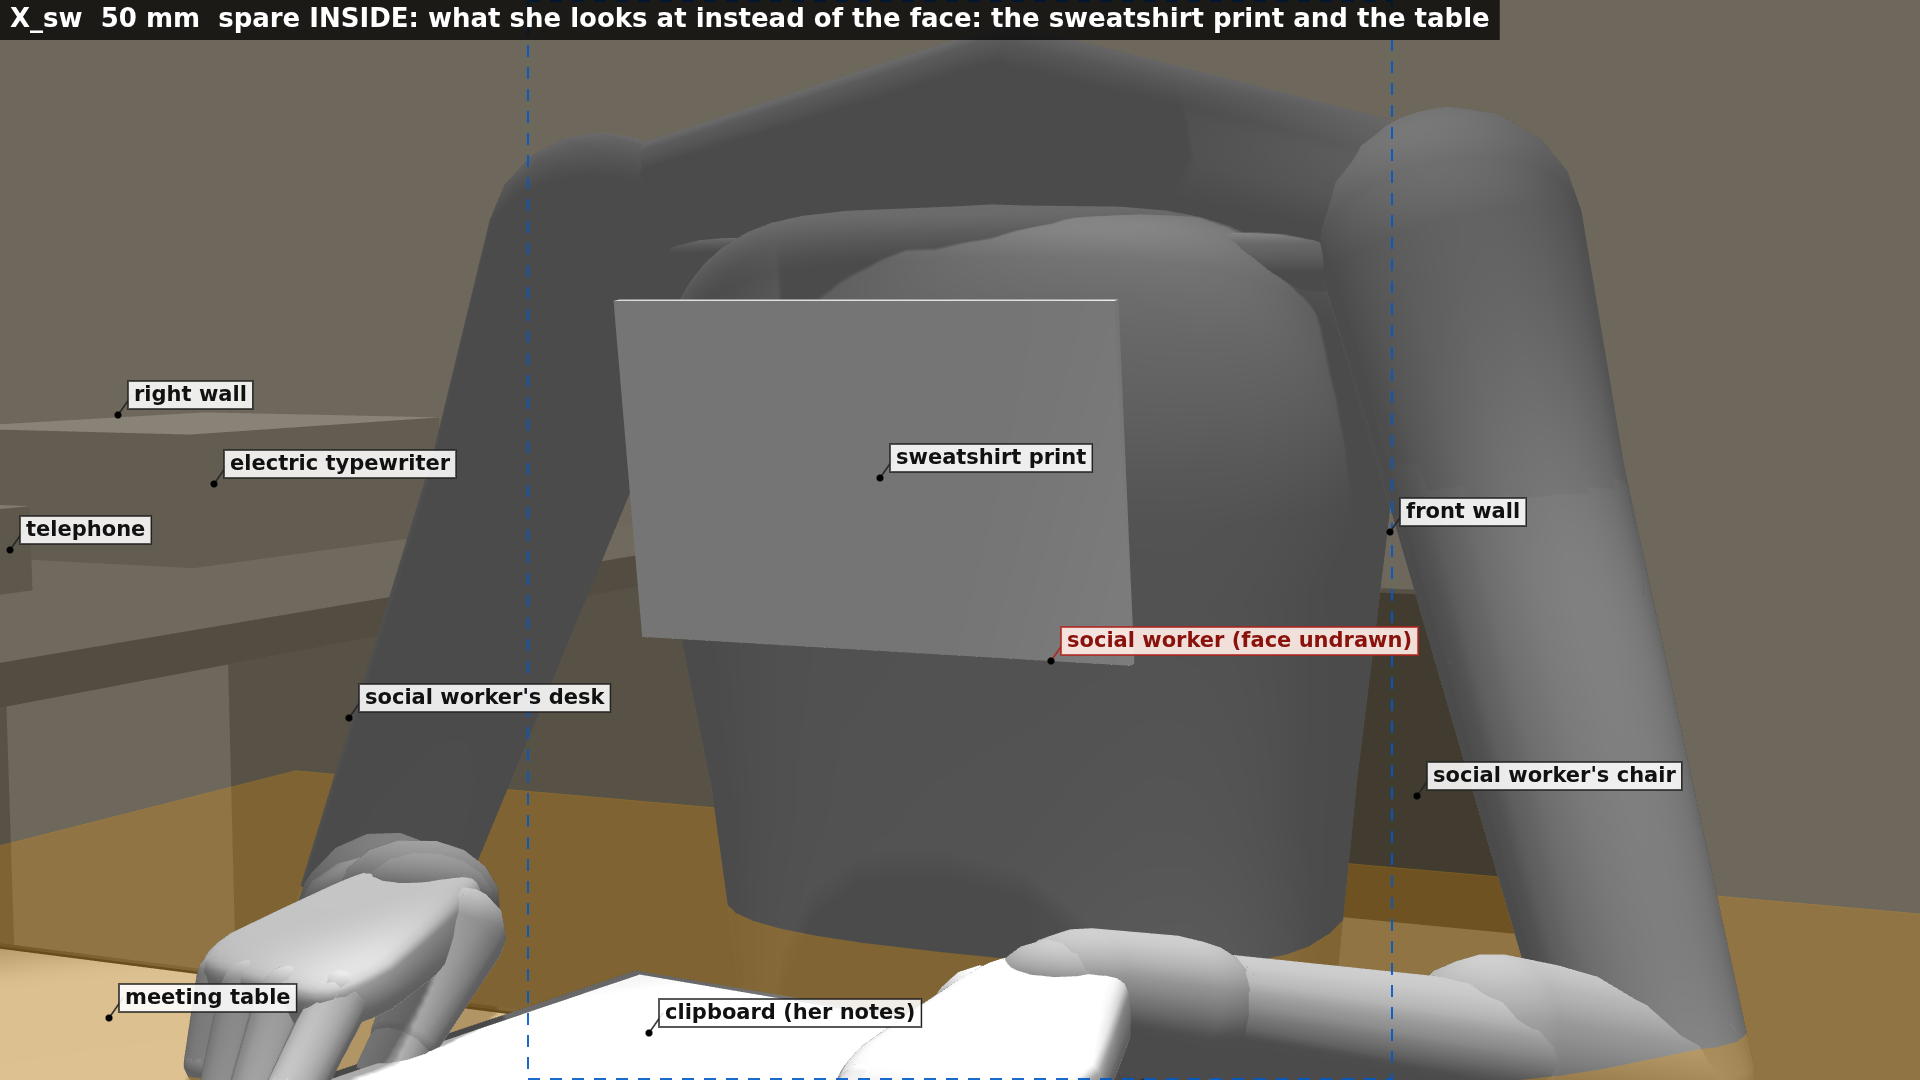 X_sw  50 mm  spare INSIDE: what she looks at instead of the face: the sweatshirt print and the table
right wall
electric typewriter
sweatshirt print
telephone
front wall
social worker (face undrawn)
social worker's desk
social worker's chair
meeting table
clipboard (her notes)